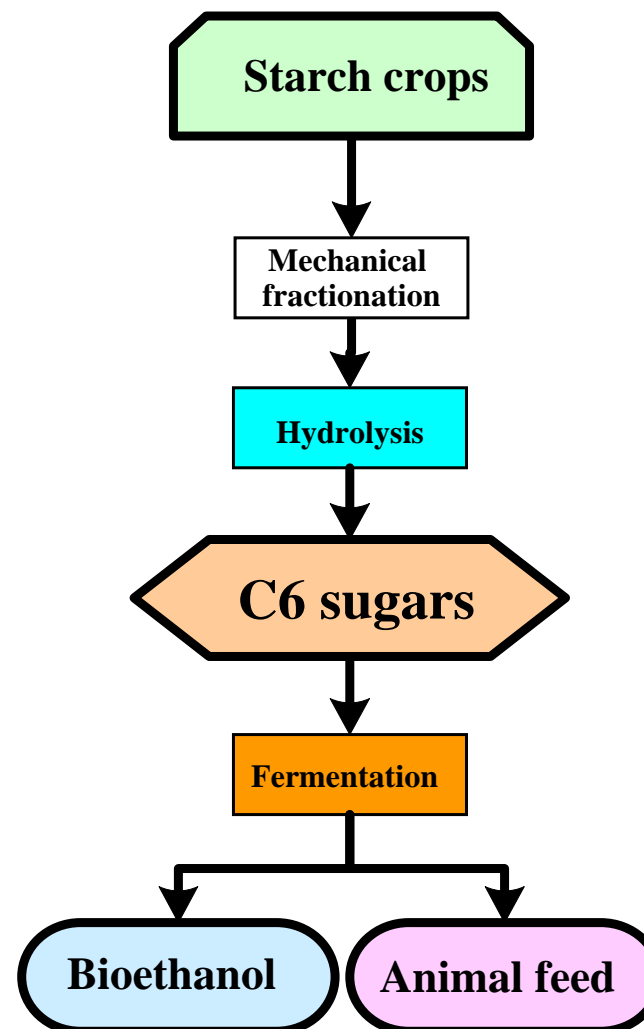 Starch crops
Mechanical
fractionation
Hydrolysis
C6 sugars
Fermentation
Bioethanol
Animal feed